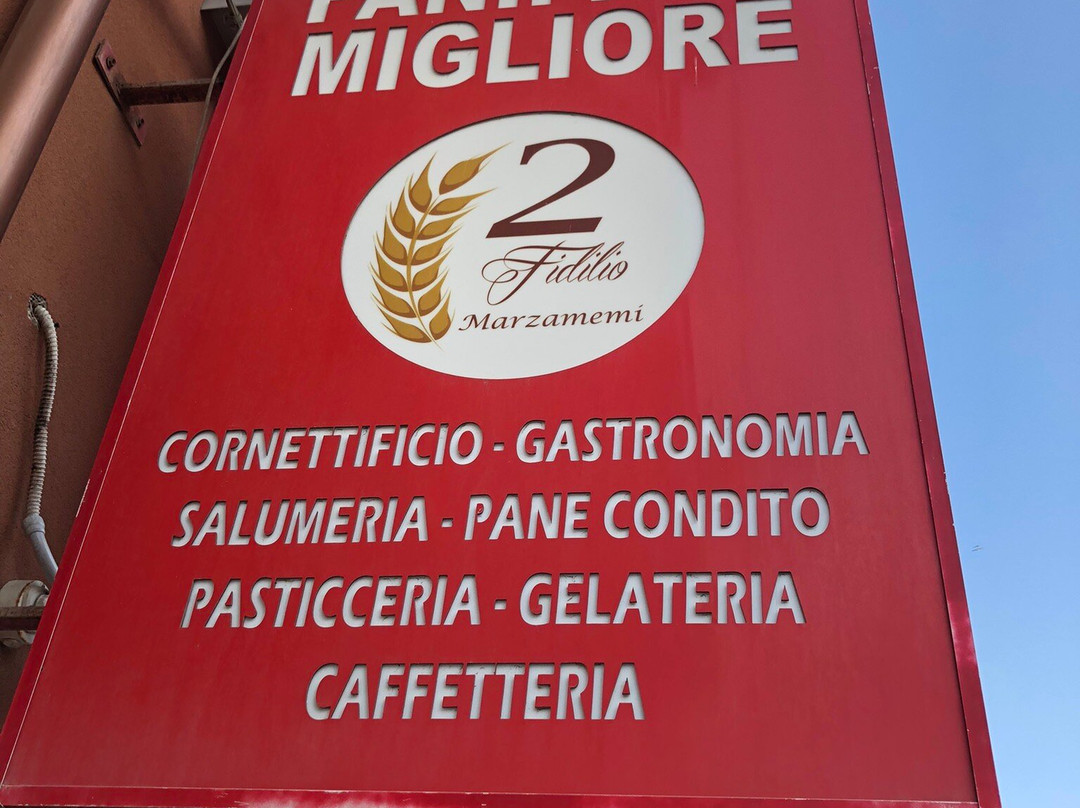 MIGLIORE
2
Fidilio
Marzamemi
CORNETTIFICIO - GASTRONOMIA
SALUMERIA - PANE CONDITO
PASTICCERIA - GELATERIA
CAFFETTERIA